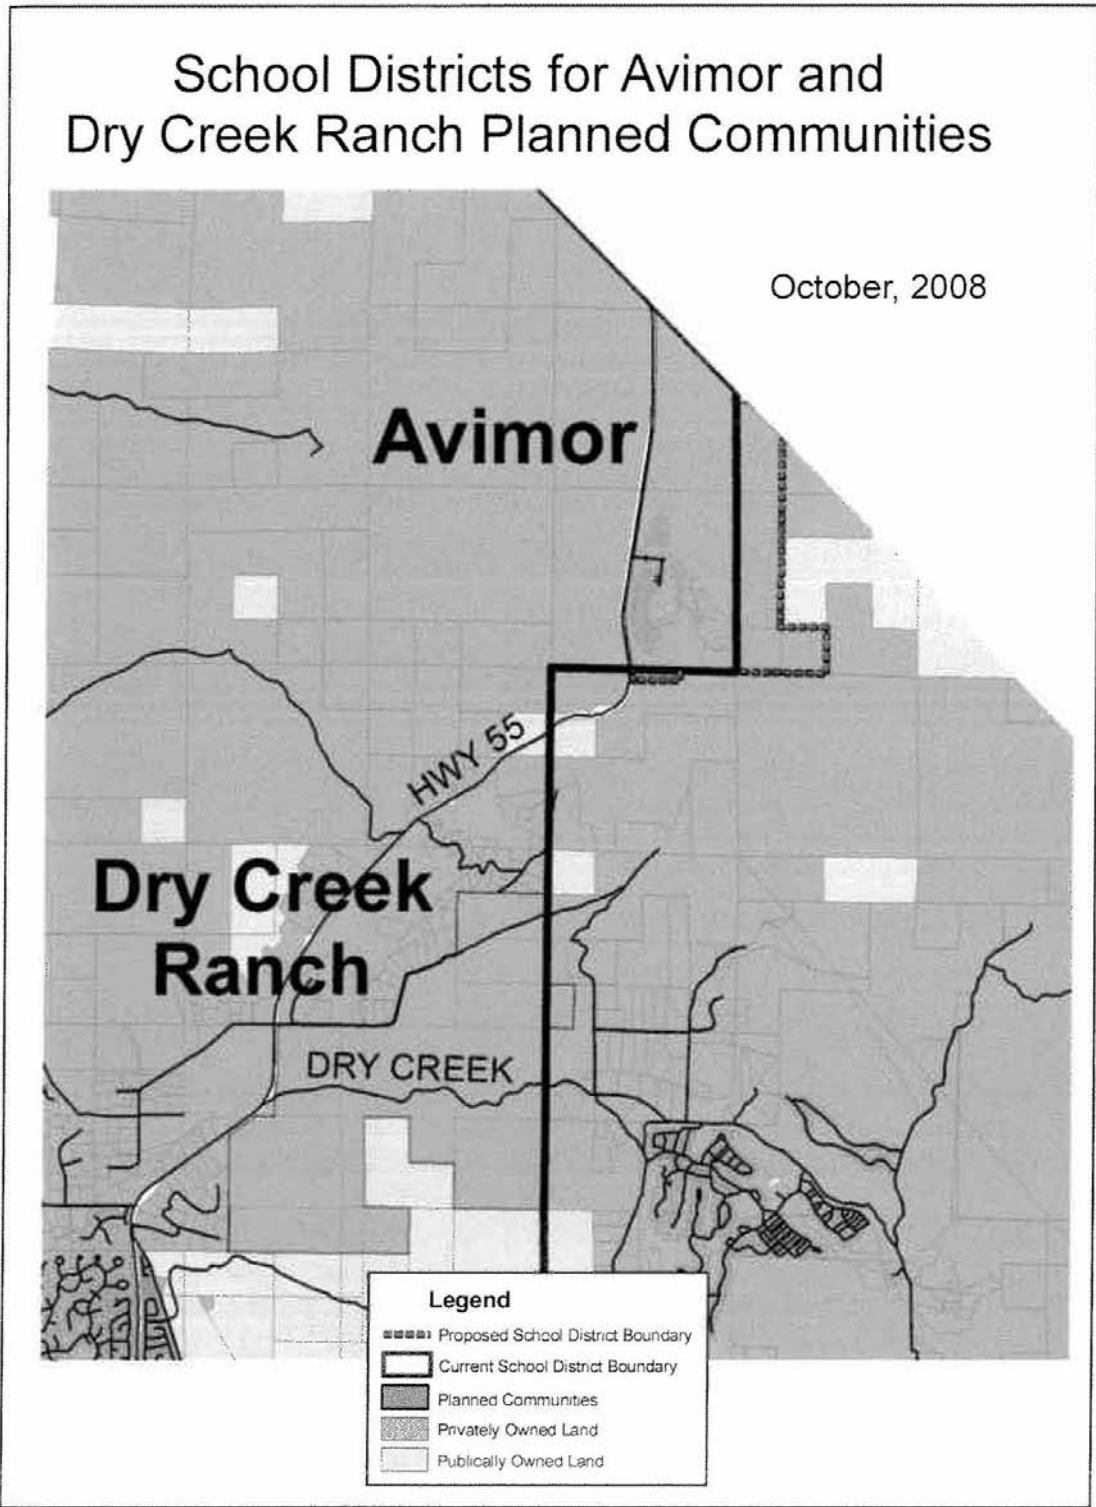 School Districts for Avimor and
Dry Creek Ranch Planned Communities
October, 2008
Avimor
HWY 55
Dry Creek
Ranch
DRY CREEK
Legend
Proposed School District Boundary
Current School District Boundary
Planned Communities
Privately Owned Land
Publically Owned Land